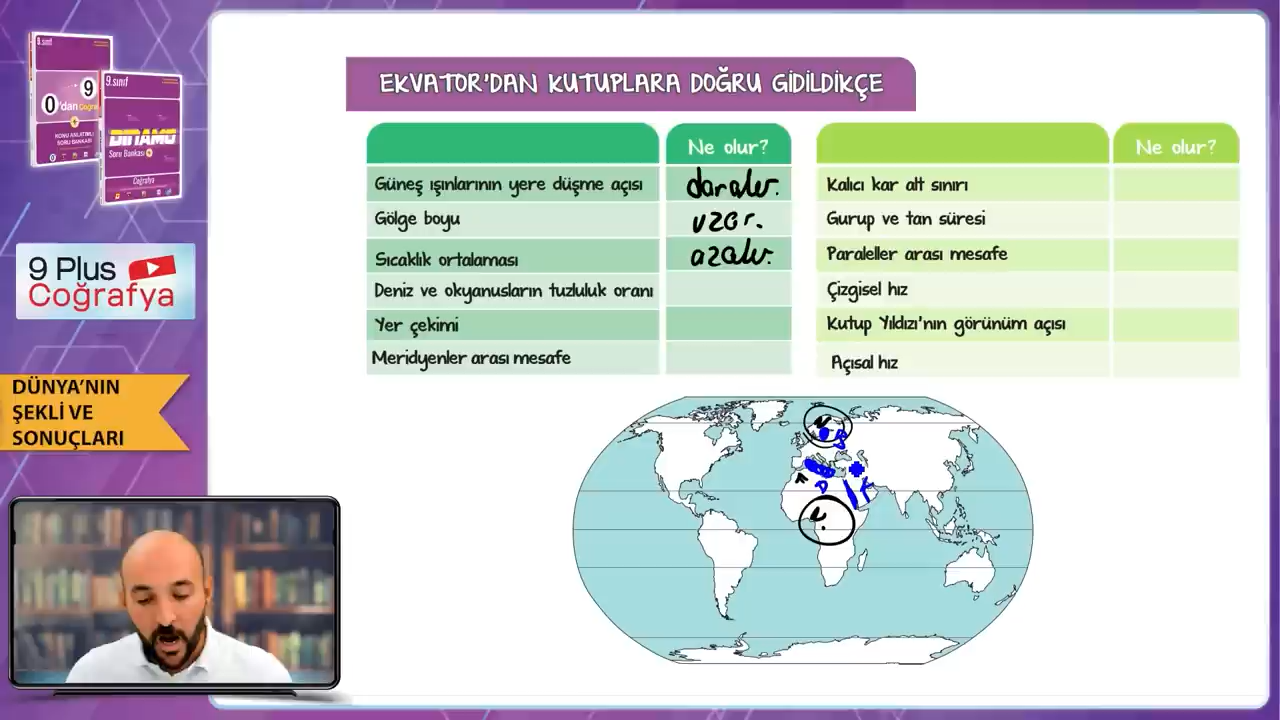 9.sınıf
0'dan
9
KONU ANLATIMLI
SORU BANKASI
9.sınıf
DİNAMO
Soru Bankası
Coğrafya
9 Plus
Coğrafya
DÜNYA'NIN
ŞEKLİ VE
SONUÇLARI
EKVATOR'DAN KUTUPLARA DOĞRU GİDİLDİKÇE
Ne olur?
Güneş ışınlarının yere düşme açısı daralır.
Gölge boyu uzar.
Sıcaklık ortalaması azalır.
Deniz ve okyanusların tuzluluk oranı
Yer çekimi
Meridyenler arası mesafe
Ne olur?
Kalıcı kar alt sınırı
Gurup ve tan süresi
Paraleller arası mesafe
Çizgisel hız
Kutup Yıldızı'nın görünüm açısı
Açısal hız
N
B
A
K